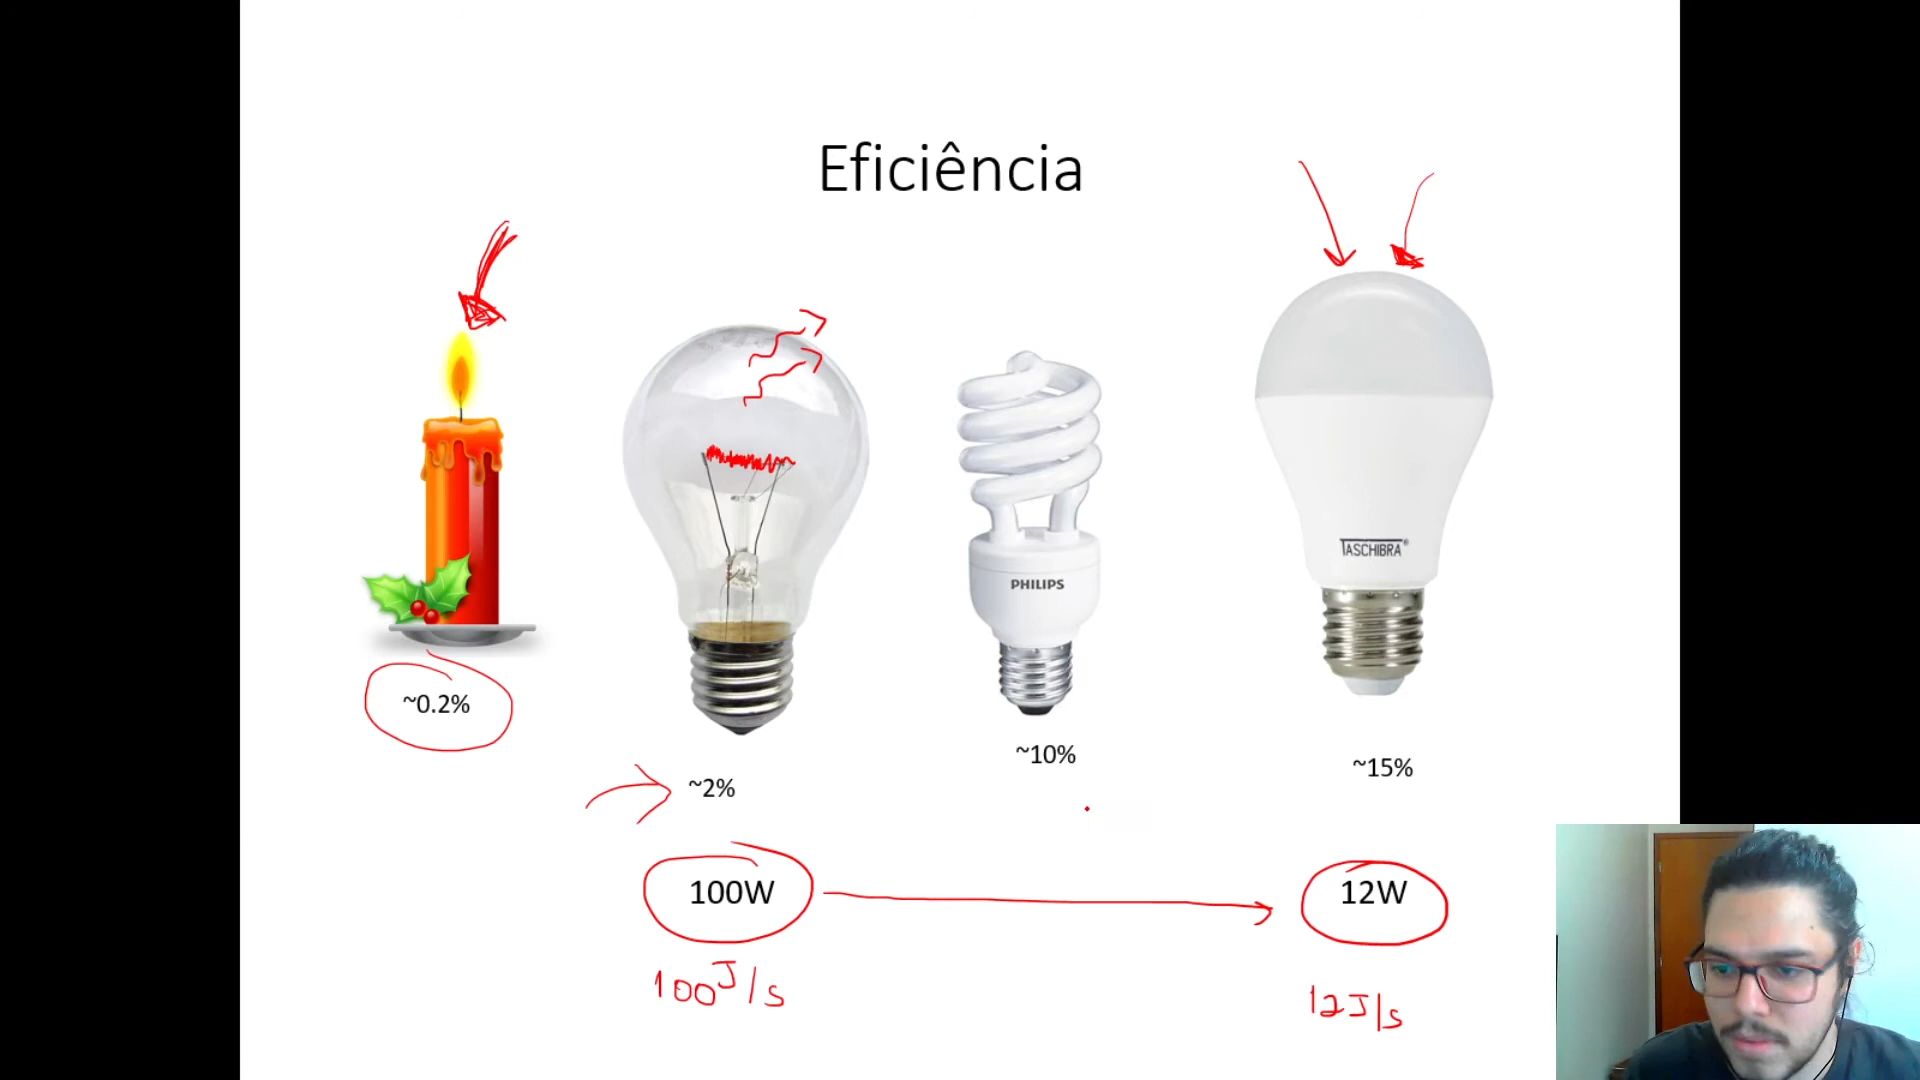 Eficiência
TASCHIBRA®
PHILIPS
~0.2%
~2%
~10%
~15%
100W
12W
100J/s
12J/s